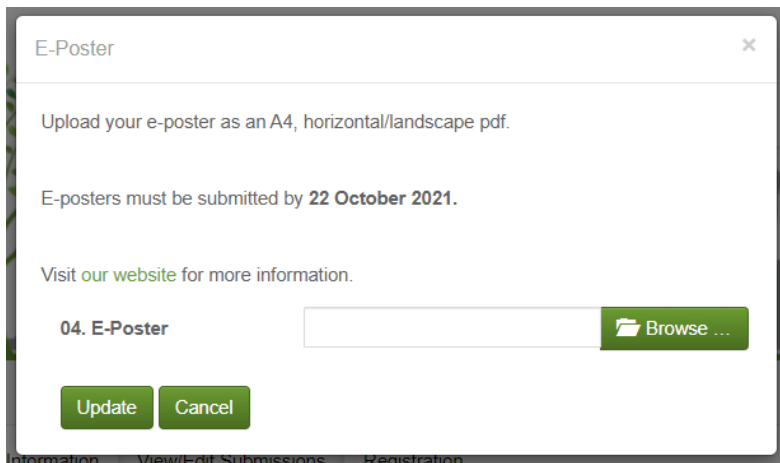 E-Poster ×
Upload your e-poster as an A4, horizontal/landscape pdf.
E-posters must be submitted by 22 October 2021.
Visit our website for more information.
04. E-Poster Browse ...
Update Cancel
Information View/Edit Submissions Registration